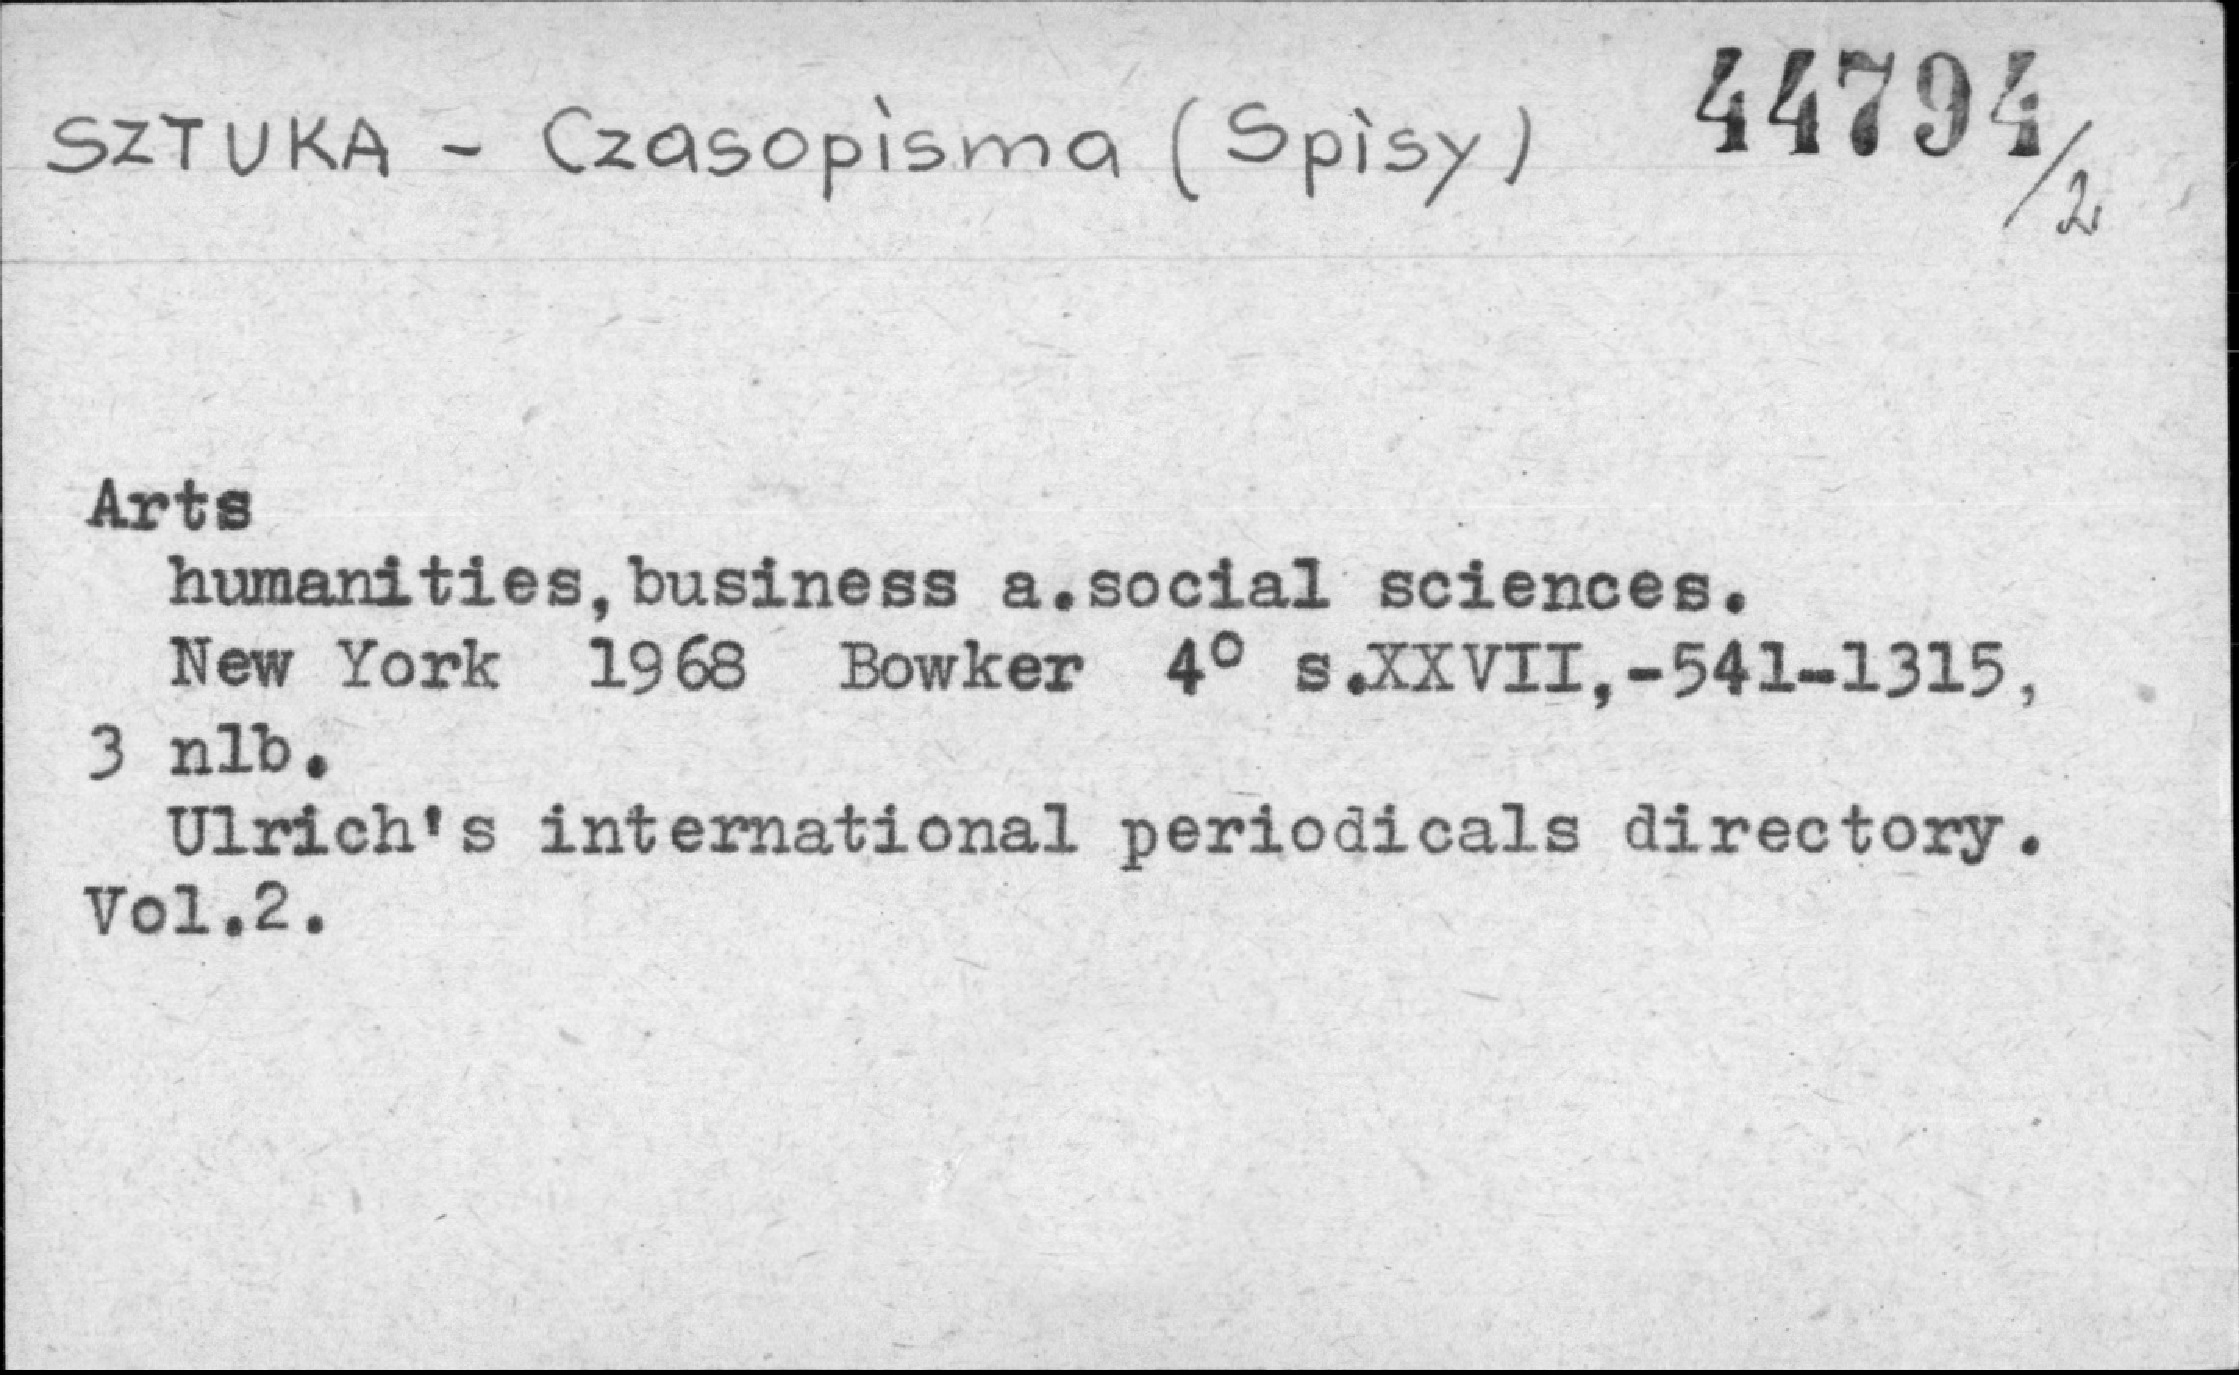 SZTUKA - Czasopisma (Spisy) 44794/2
Arts
humanities,business a.social sciences.
New York 1968 Bowker 4° s.XXVII,-541-1315,
3 nlb.
Ulrich's international periodicals directory.
Vol.2.